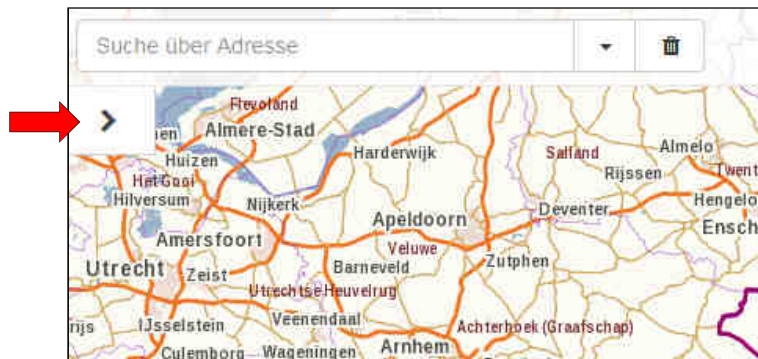 Suche über Adresse
Flevoland
Almere-Stad
Huizen
Harderwijk
Salland
Almelo
Rijssen
Twent
Het Gooi
Hilversum
Nijkerk
Hengelo
Deventer
Apeldoorn
Ensch
Amersfoort
Veluwe
Utrecht
Zeist
Barneveld
Zutphen
Utrechtse Heuvelrug
Veenendaal
IJsselstein
rijs
Achterhoek (Graafschap)
Culemborg
Wageningen
Arnhem